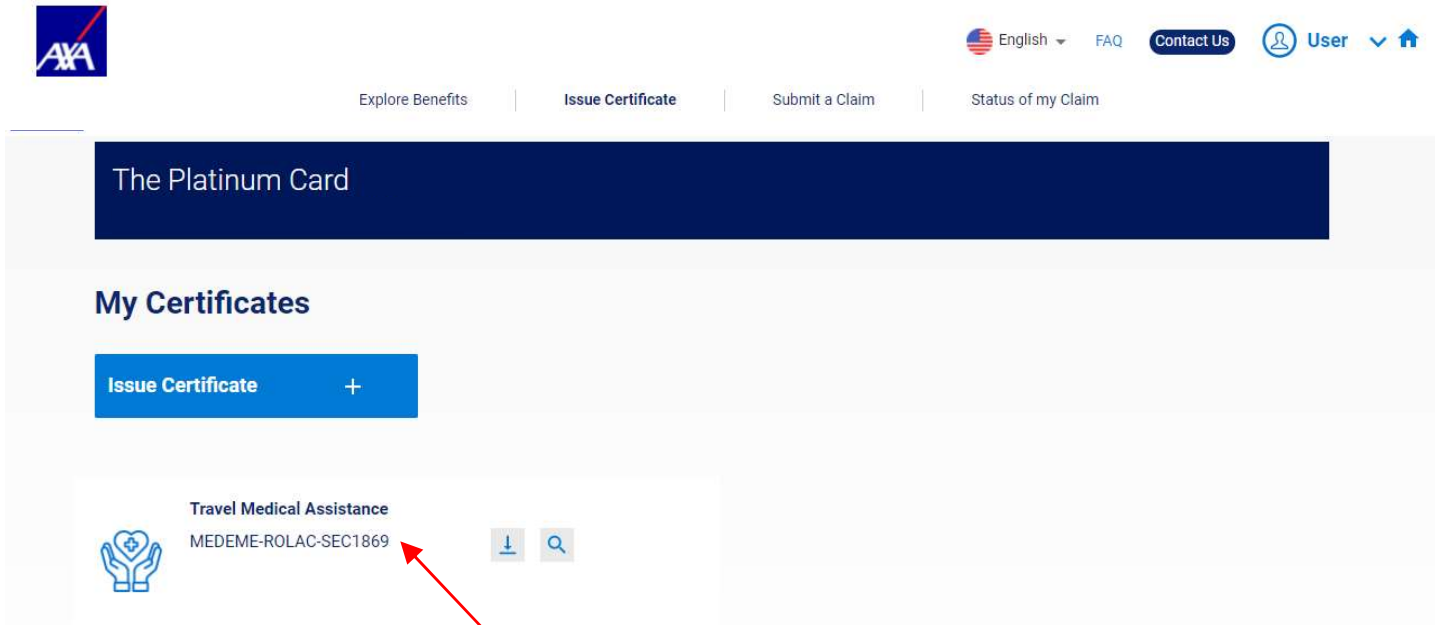 AXA
English FAQ Contact Us User
Explore Benefits Issue Certificate Submit a Claim Status of my Claim
The Platinum Card
My Certificates
Issue Certificate +
Travel Medical Assistance
MEDEME-ROLAC-SEC1869